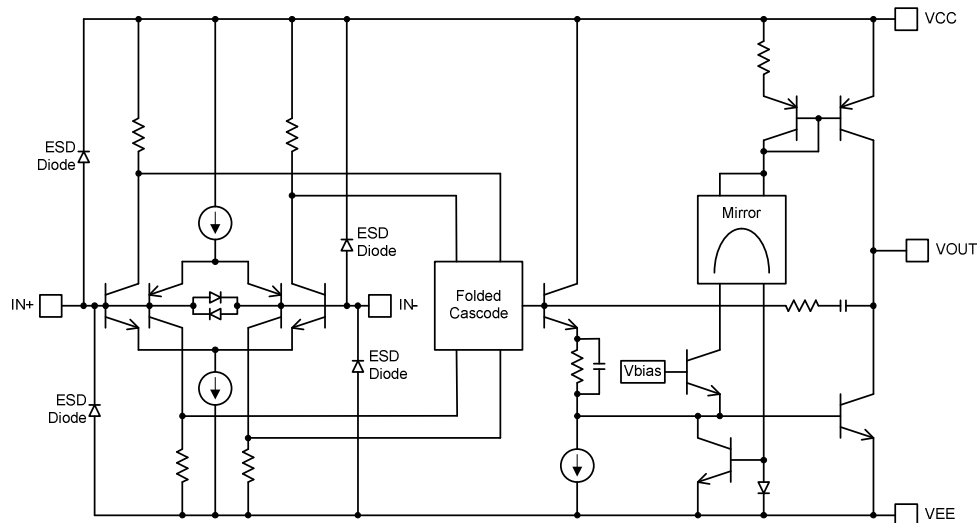 VCC
ESD
Diode
Mirror
ESD
Diode
VOUT
IN+
IN-
Folded
Cascode
ESD
Diode
Vbias
ESD
Diode
VEE